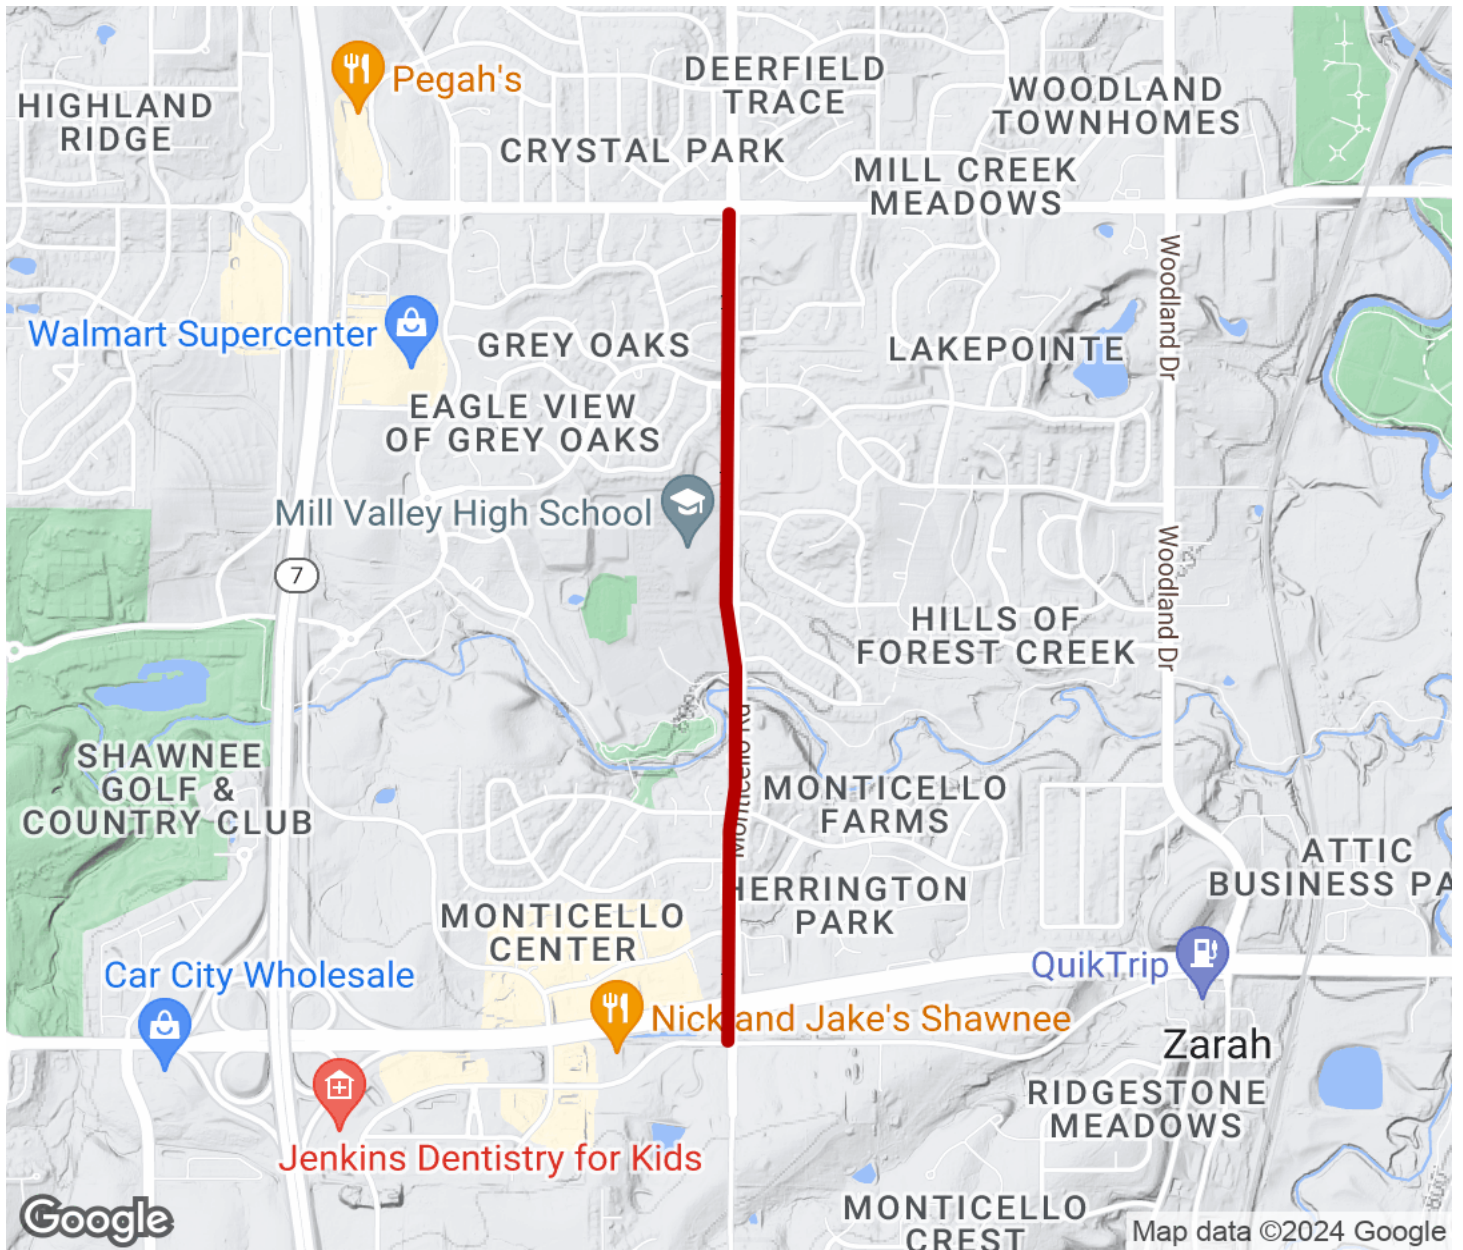 Pegah's
DEERFIELD
TRACE
HIGHLAND
RIDGE
WOODLAND
TOWNHOMES
CRYSTAL PARK
MILL CREEK
MEADOWS
Woodland Dr
Walmart Supercenter
GREY OAKS
LAKEPOINTE
EAGLE VIEW
OF GREY OAKS
Mill Valley High School
7
Woodland Dr
HILLS OF
FOREST CREEK
Monticello Rd
SHAWNEE
GOLF &
COUNTRY CLUB
MONTICELLO
FARMS
ATTIC
BUSINESS PA
HERRINGTON
PARK
MONTICELLO
CENTER
Car City Wholesale
QuikTrip
Nick and Jake's Shawnee
Zarah
RIDGESTONE
MEADOWS
Jenkins Dentistry for Kids
MONTICELLO
CREST
Google
Map data ©2024 Google